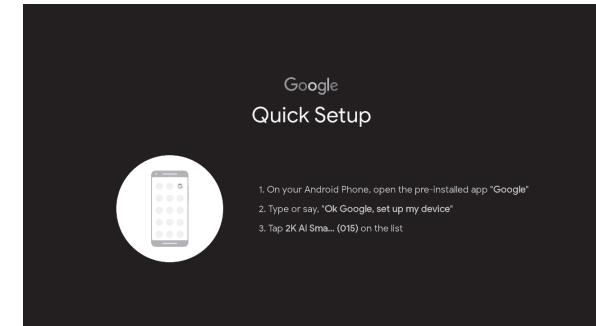 Google
Quick Setup
1. On your Android Phone, open the pre-installed app "Google"
2. Type or say, "Ok Google, set up my device"
3. Tap 2K AI Sma... (015) on the list